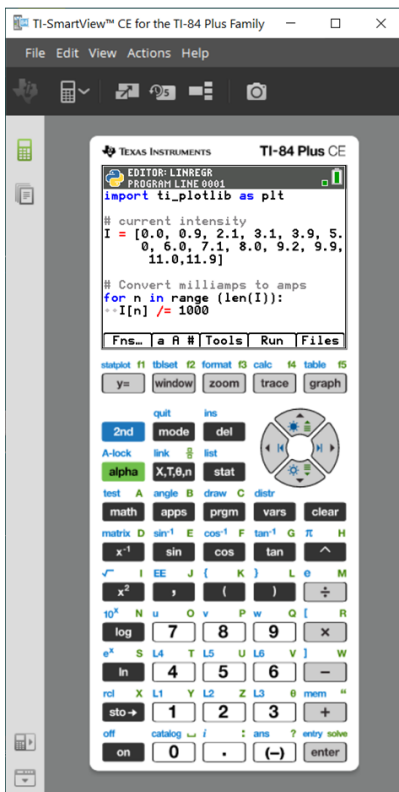 TI-SmartView™ CE for the TI-84 Plus Family
File Edit View Actions Help
TEXAS INSTRUMENTS TI-84 Plus CE
EDITOR: LINREGR
PROGRAM LINE 0001
import ti_plotlib as plt
# current intensity
I = [0.0, 0.9, 2.1, 3.1, 3.9, 5.
0, 6.0, 7.1, 8.0, 9.2, 9.9,
11.0,11.9]
# Convert milliamps to amps
for n in range (len(I)):
··I[n] /= 1000
Fns… a A # Tools Run Files
statplot f1 tblset f2 format f3 calc f4 table f5
y= window zoom trace graph
quit ins
2nd mode del
A-lock link list
alpha X,T,θ,n stat
test A angle B draw C distr
math apps prgm vars clear
matrix D sin⁻¹ E cos⁻¹ F tan⁻¹ G π H
x⁻¹ sin cos tan ^
√ I EE J { K } L e M
x² , ( ) ÷
10ˣ N u O v P w Q [ R
log 7 8 9 ×
eˣ S L4 T L5 U L6 V ] W
ln 4 5 6 −
rcl X L1 Y L2 Z L3 θ mem "
sto→ 1 2 3 +
off catalog i : ans ? entry solve
on 0 . (−) enter